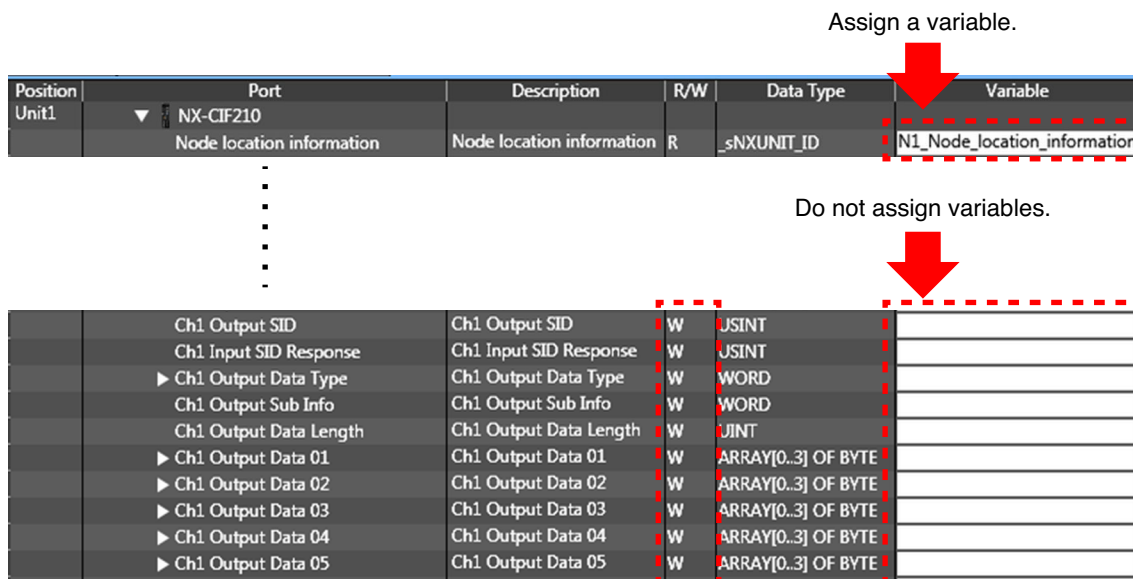 Assign a variable.
Position Port Description R/W Data Type Variable
Unit1 ▼ NX-CIF210
Node location information Node location information R _sNXUNIT_ID N1_Node_location_information
Do not assign variables.
Ch1 Output SID Ch1 Output SID W USINT
Ch1 Input SID Response Ch1 Input SID Response W USINT
▶ Ch1 Output Data Type Ch1 Output Data Type W WORD
Ch1 Output Sub Info Ch1 Output Sub Info W WORD
Ch1 Output Data Length Ch1 Output Data Length W UINT
▶ Ch1 Output Data 01 Ch1 Output Data 01 W ARRAY[0..3] OF BYTE
▶ Ch1 Output Data 02 Ch1 Output Data 02 W ARRAY[0..3] OF BYTE
▶ Ch1 Output Data 03 Ch1 Output Data 03 W ARRAY[0..3] OF BYTE
▶ Ch1 Output Data 04 Ch1 Output Data 04 W ARRAY[0..3] OF BYTE
▶ Ch1 Output Data 05 Ch1 Output Data 05 W ARRAY[0..3] OF BYTE